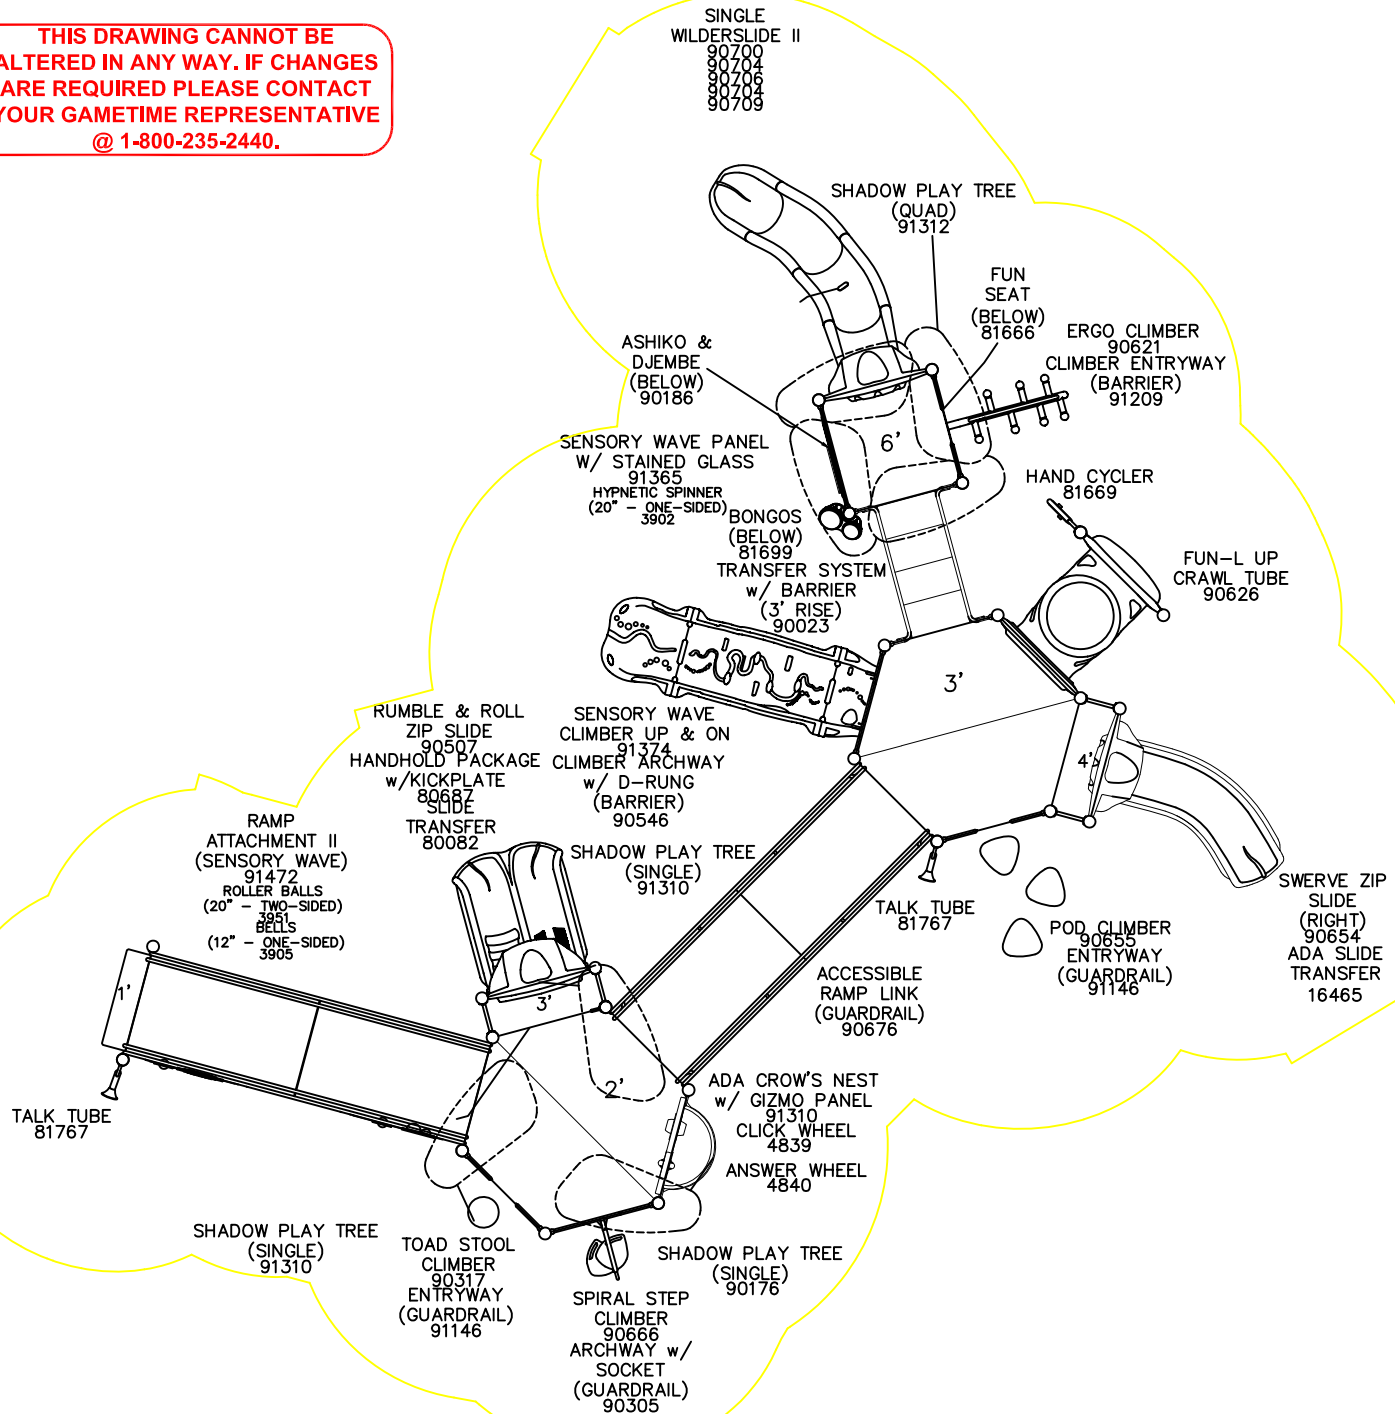 THIS DRAWING CANNOT BE
ALTERED IN ANY WAY. IF CHANGES
ARE REQUIRED PLEASE CONTACT
YOUR GAMETIME REPRESENTATIVE
@ 1-800-235-2440.
SINGLE
WILDERSLIDE II
90700
90704
90706
90704
90709
SHADOW PLAY TREE
(QUAD)
91312
FUN
SEAT
(BELOW)
81666
ERGO CLIMBER
90621
CLIMBER ENTRYWAY
(BARRIER)
91209
ASHIKO &
DJEMBE
(BELOW)
90186
6'
SENSORY WAVE PANEL
W/ STAINED GLASS
91365
HYPNETIC SPINNER
(20" - ONE-SIDED)
3902
BONGOS
(BELOW)
81699
HAND CYCLER
81669
FUN-L UP
CRAWL TUBE
90626
TRANSFER SYSTEM
w/ BARRIER
(3' RISE)
90023
3'
RUMBLE & ROLL
ZIP SLIDE
90507
HANDHOLD PACKAGE
w/KICKPLATE
80687
SLIDE
TRANSFER
80082
SENSORY WAVE
CLIMBER UP & ON
91374
CLIMBER ARCHWAY
w/ D-RUNG
(BARRIER)
90546
4'
RAMP
ATTACHMENT II
(SENSORY WAVE)
91472
ROLLER BALLS
(20" - TWO-SIDED)
3951
BELLS
(12" - ONE-SIDED)
3905
SHADOW PLAY TREE
(SINGLE)
91310
TALK TUBE
81767
POD CLIMBER
90655
ENTRYWAY
(GUARDRAIL)
91146
SWERVE ZIP
SLIDE
(RIGHT)
90654
ADA SLIDE
TRANSFER
16465
ACCESSIBLE
RAMP LINK
(GUARDRAIL)
90676
1'
3'
2'
TALK TUBE
81767
ADA CROW'S NEST
w/ GIZMO PANEL
91310
CLICK WHEEL
4839
ANSWER WHEEL
4840
SHADOW PLAY TREE
(SINGLE)
91310
TOAD STOOL
CLIMBER
90317
ENTRYWAY
(GUARDRAIL)
91146
SHADOW PLAY TREE
(SINGLE)
90176
SPIRAL STEP
CLIMBER
90666
ARCHWAY w/
SOCKET
(GUARDRAIL)
90305